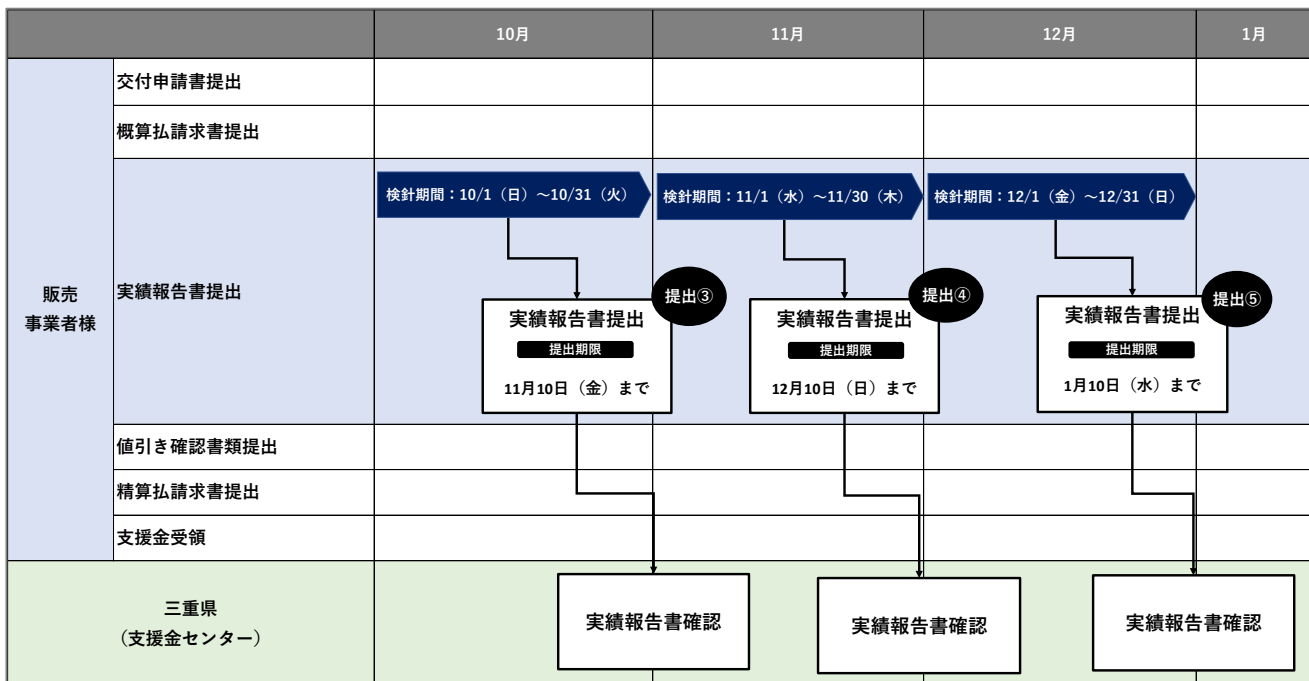 10月
11月
12月
1月
販売
事業者様
交付申請書提出
概算払請求書提出
実績報告書提出
検針期間：10/1（日）～10/31（火）
検針期間：11/1（水）～11/30（木）
検針期間：12/1（金）～12/31（日）
提出③
実績報告書提出
提出期限
11月10日（金）まで
提出④
実績報告書提出
提出期限
12月10日（日）まで
提出⑤
実績報告書提出
提出期限
1月10日（水）まで
値引き確認書類提出
精算払請求書提出
支援金受領
三重県
（支援金センター）
実績報告書確認
実績報告書確認
実績報告書確認